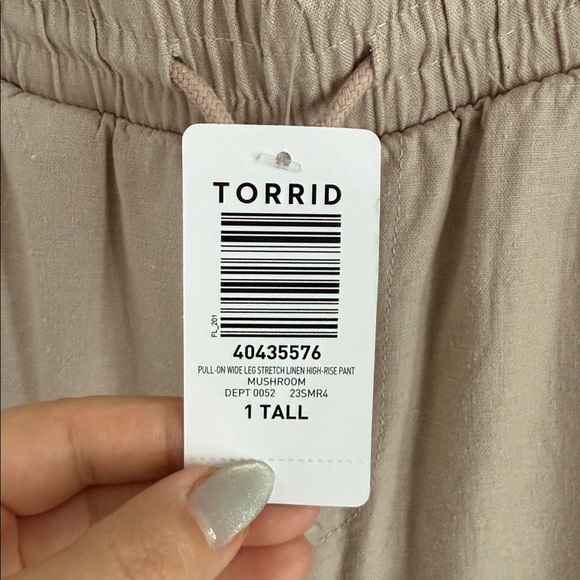 TORRID
FL_201
40435576
PULL-ON WIDE LEG STRETCH LINEN HIGH-RISE PANT
MUSHROOM
DEPT 0052 23SMR4
1 TALL